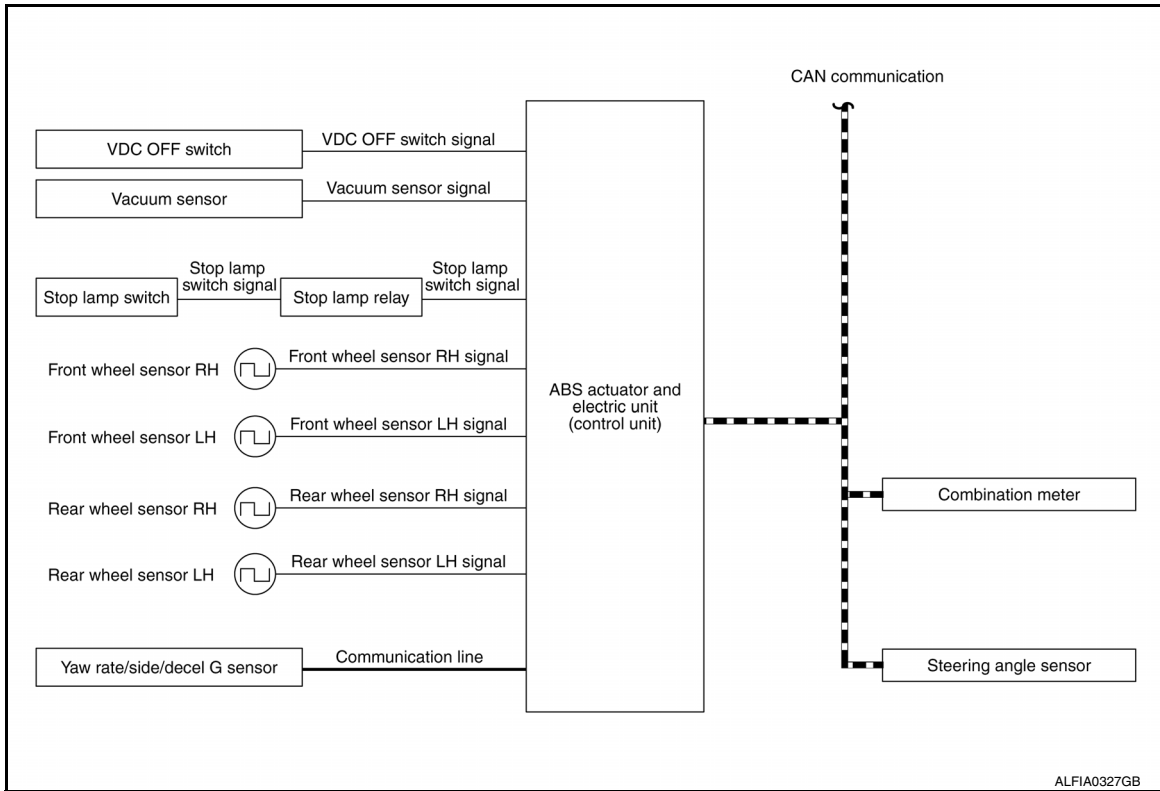 CAN communication
VDC OFF switch
VDC OFF switch signal
Vacuum sensor
Vacuum sensor signal
Stop lamp switch
Stop lamp
switch signal
Stop lamp relay
Stop lamp
switch signal
Front wheel sensor RH
Front wheel sensor RH signal
Front wheel sensor LH
Front wheel sensor LH signal
Rear wheel sensor RH
Rear wheel sensor RH signal
Rear wheel sensor LH
Rear wheel sensor LH signal
Yaw rate/side/decel G sensor
Communication line
ABS actuator and
electric unit
(control unit)
Combination meter
Steering angle sensor
ALFIA0327GB